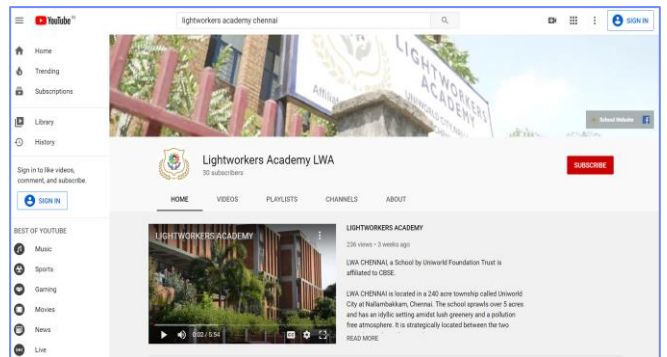 YouTube IN
lightworkers academy chennai
SIGN IN
Home
Trending
Subscriptions
Library
History
Sign in to like videos,
comment, and subscribe.
SIGN IN
BEST OF YOUTUBE
Music
Sports
Gaming
Movies
News
Live
LIGHTWORKERS
ACADEMY
UNIWORLD
School Website
Lightworkers Academy LWA
50 subscribers
SUBSCRIBE
HOME VIDEOS PLAYLISTS CHANNELS ABOUT
LIGHTWORKERS ACADEMY
0:02 / 5:54
LIGHTWORKERS ACADEMY
236 views • 3 weeks ago
LWA CHENNAI, a School by Uniworld Foundation Trust is
affiliated to CBSE.
LWA CHENNAI is located in a 240 acre township called Uniworld
City at Nallambakkam, Chennai. The school sprawls over 5 acres
and has an idyllic setting amidst lush greenery and a pollution
free atmosphere. It is strategically located between the two
READ MORE